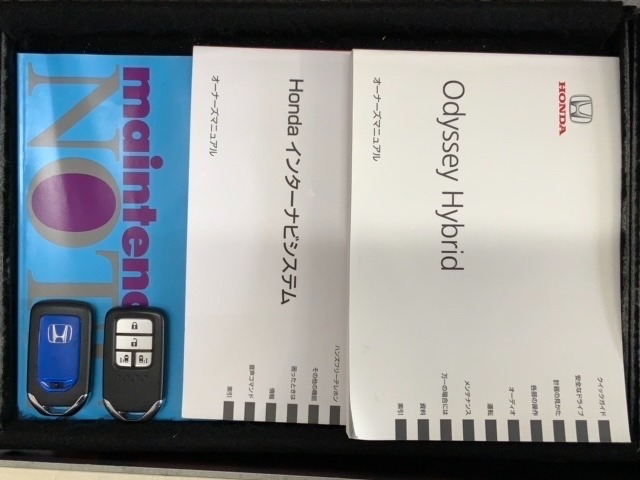 mainten
NOT
Honda インターナビシステム
オーナーズマニュアル
ハンズフリーテレホン
その他の機能
困ったときは
情報
音声コマンド
索引
HONDA
Odyssey Hybrid
オーナーズマニュアル
クイックガイド
安全なドライブ
計器の見かた
各部の操作
オーディオ
運転
メンテナンス
万一の場合には
資料
索引